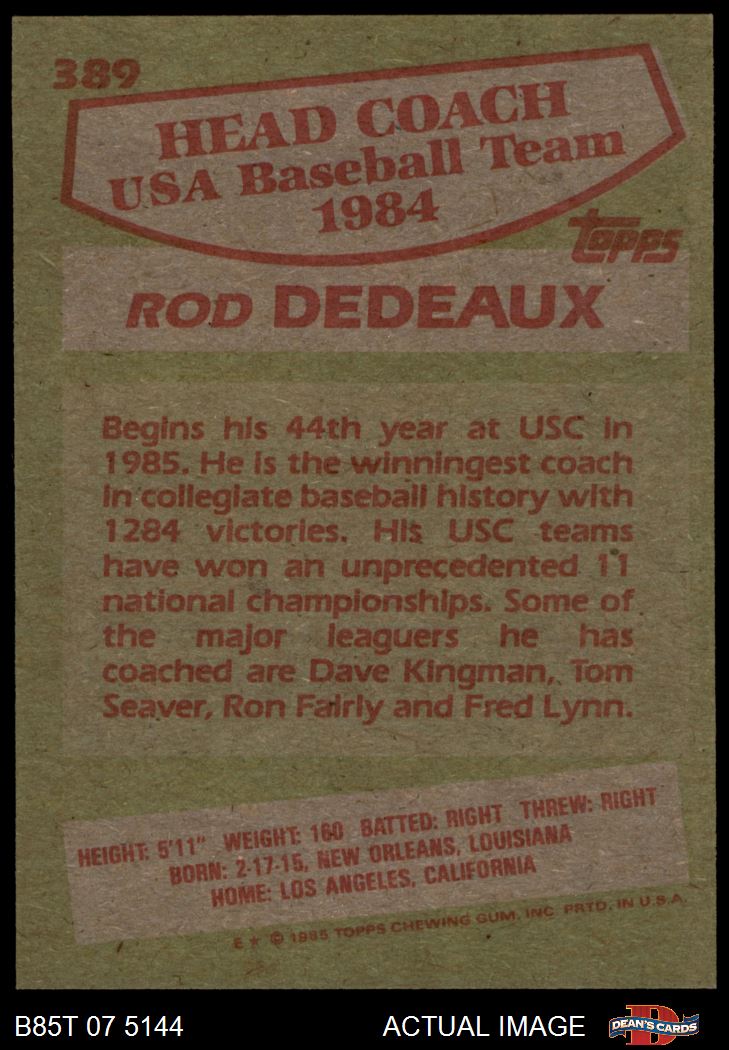 389
HEAD COACH
USA Baseball Team
1984
topps
ROD DEDEAUX
Begins his 44th year at USC in
1985. He is the winningest coach
in collegiate baseball history with
1284 victories. His USC teams
have won an unprecedented 11
national championships. Some of
the major leaguers he has
coached are Dave Kingman, Tom
Seaver, Ron Fairly and Fred Lynn.
HEIGHT: 5'11" WEIGHT: 160 BATTED: RIGHT THREW: RIGHT
BORN: 2-17-15, NEW ORLEANS, LOUISIANA
HOME: LOS ANGELES, CALIFORNIA
E ★ © 1985 TOPPS CHEWING GUM, INC. PRTD. IN U.S.A.
B85T 07 5144 ACTUAL IMAGE D DEAN'S CARDS